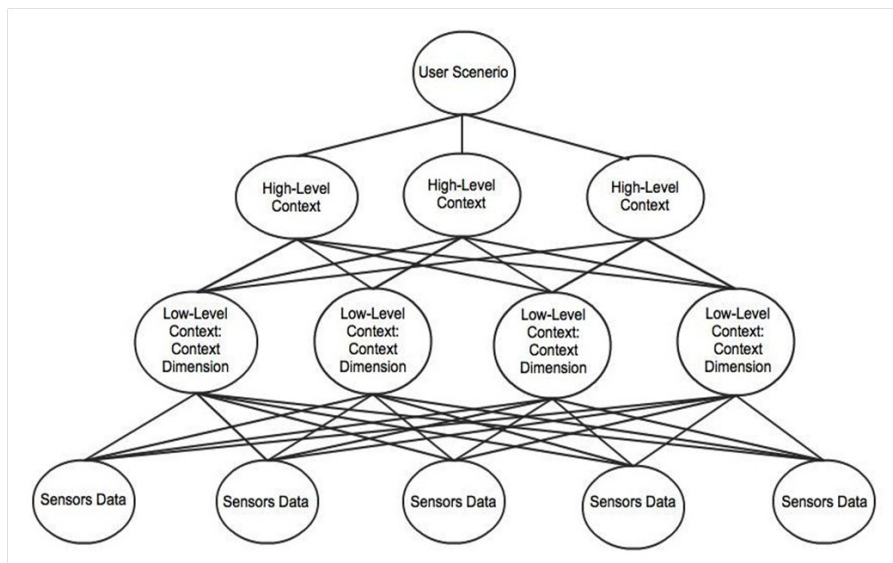 User Scenerio
High-Level
Context
High-Level
Context
High-Level
Context
Low-Level
Context:
Context
Dimension
Low-Level
Context:
Context
Dimension
Low-Level
Context:
Context
Dimension
Low-Level
Context:
Context
Dimension
Sensors Data
Sensors Data
Sensors Data
Sensors Data
Sensors Data